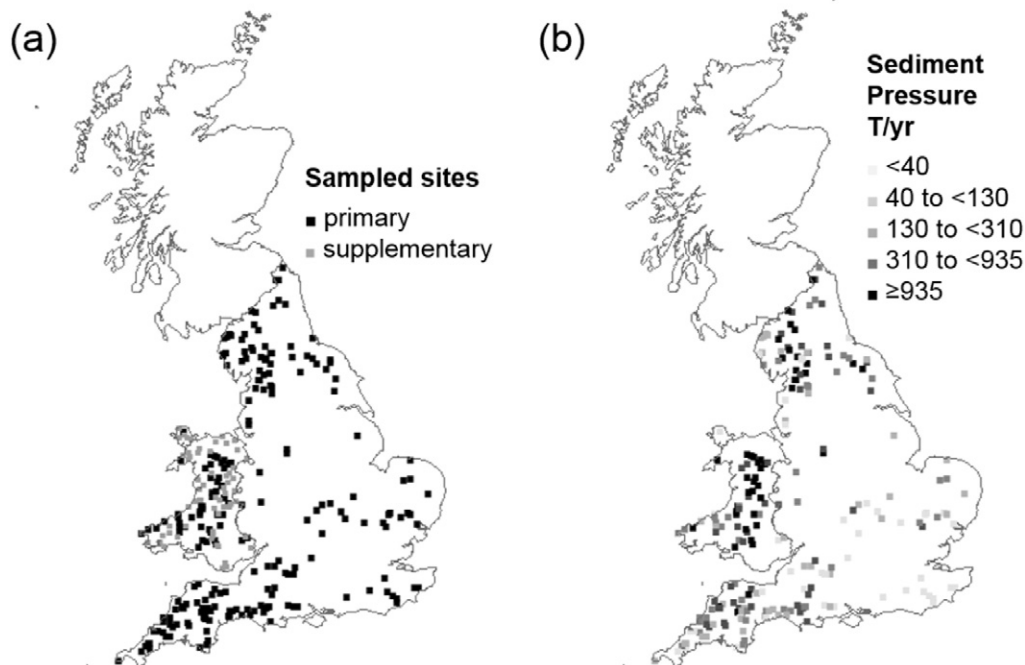 (a)
Sampled sites
primary
supplementary
(b)
Sediment
Pressure
T/yr
<40
40 to <130
130 to <310
310 to <935
≥935